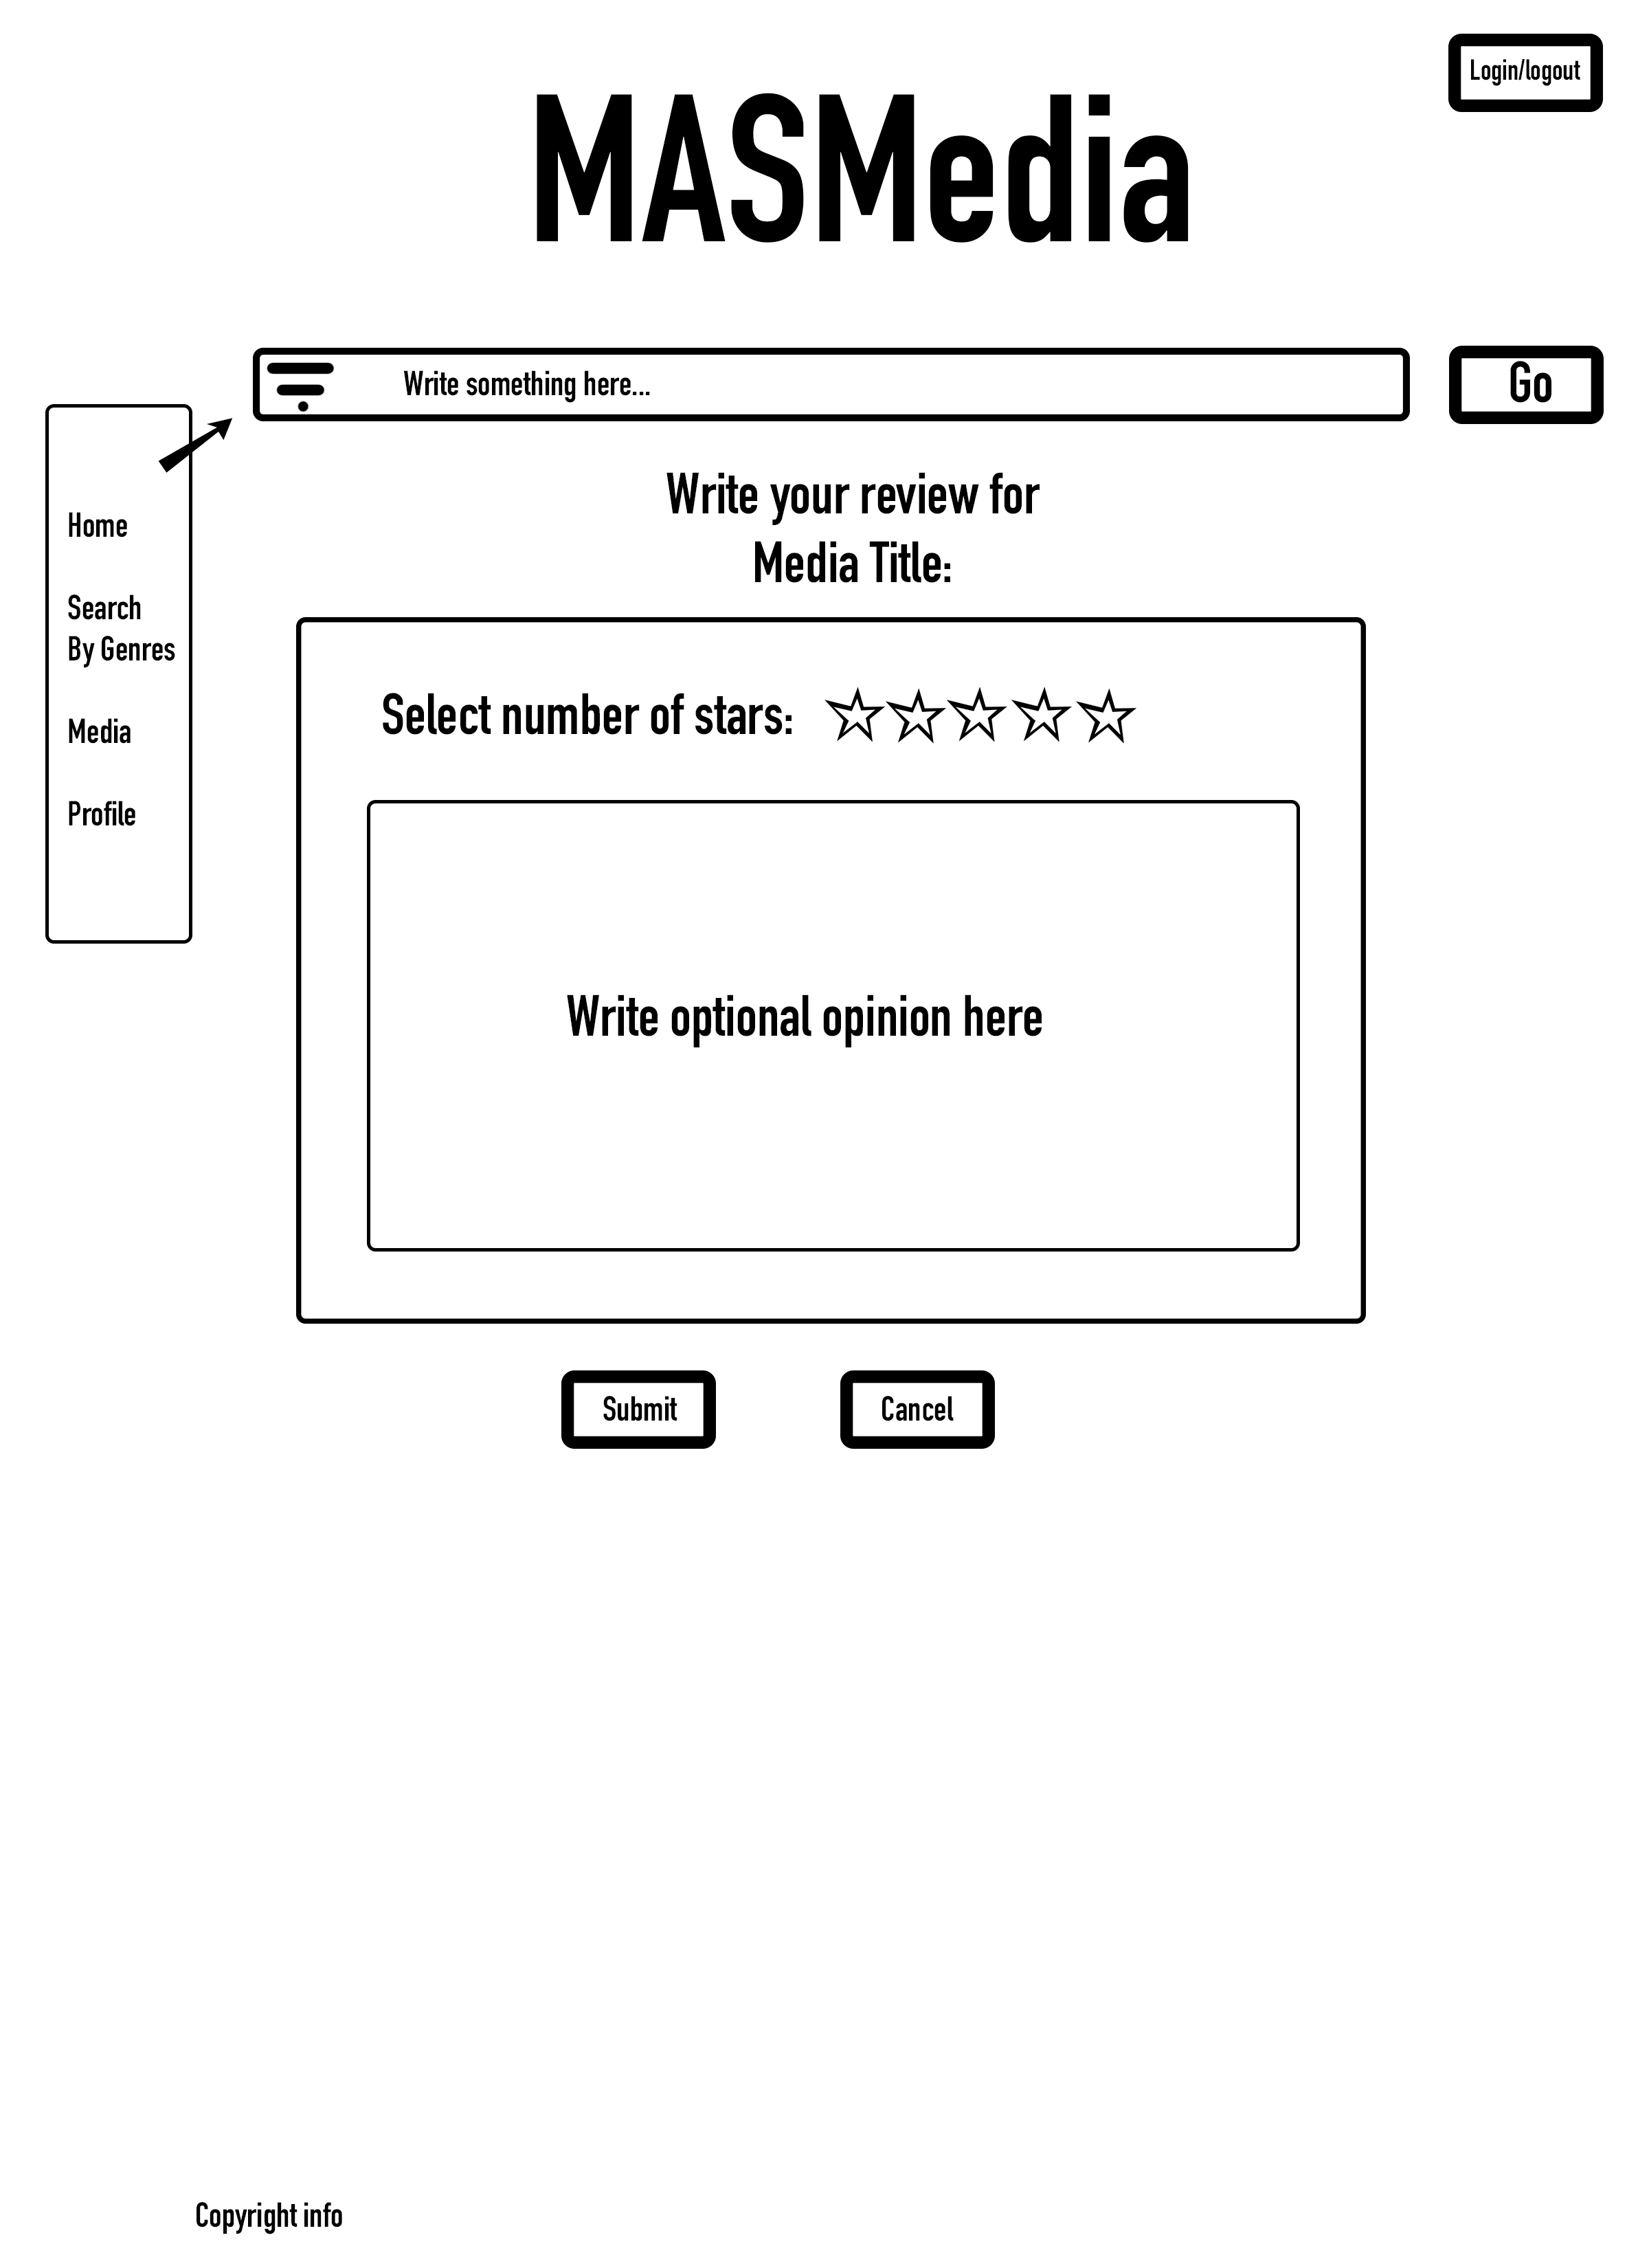 Login/logout
MASMedia
Write something here...
Go
Home
Search
By Genres
Media
Profile
Write your review for
Media Title:
Select number of stars:
Write optional opinion here
Submit
Cancel
Copyright info